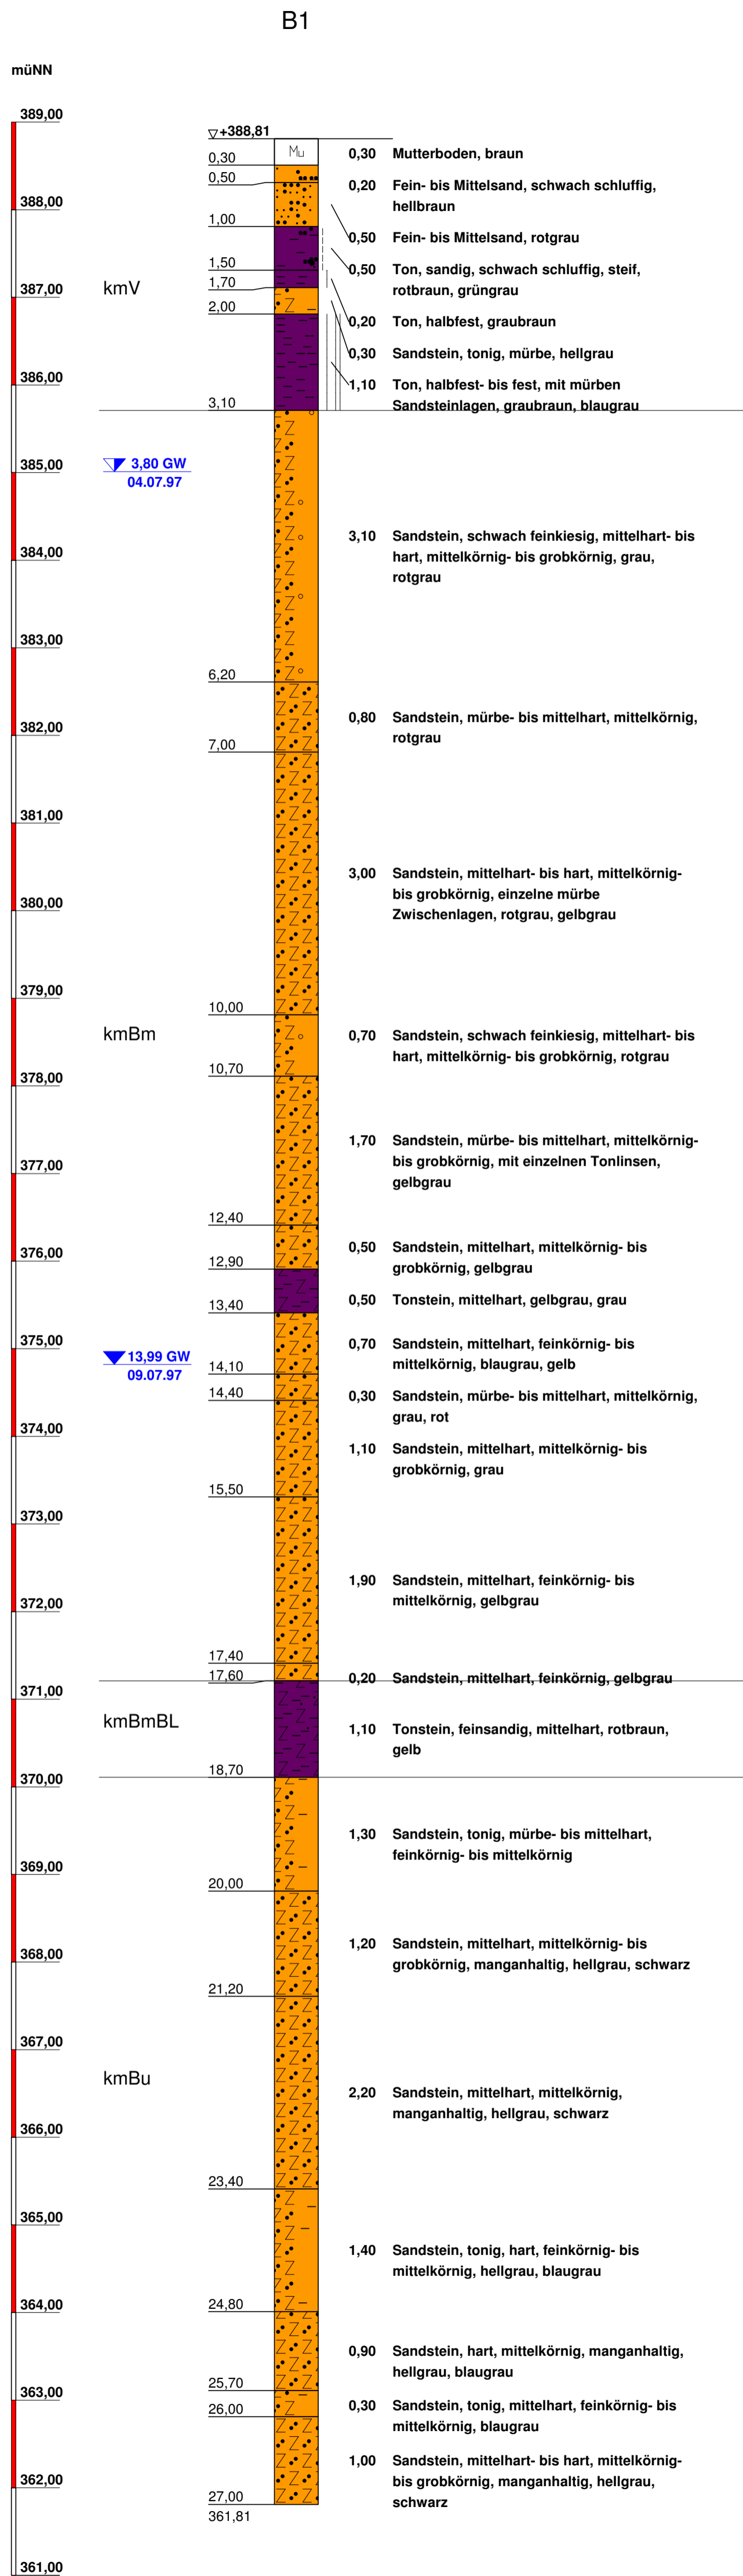 B1
müNN
389,00
▽+388,81
Mu
0,30 0,30 Mutterboden, braun
0,50 0,20 Fein- bis Mittelsand, schwach schluffig,
hellbraun
388,00
1,00 0,50 Fein- bis Mittelsand, rotgrau
1,50 0,50 Ton, sandig, schwach schluffig, steif,
rotbraun, grüngrau
kmV
1,70 0,20 Ton, halbfest, graubraun
387,00
2,00 0,30 Sandstein, tonig, mürbe, hellgrau
386,00
3,10 1,10 Ton, halbfest- bis fest, mit mürben
Sandsteinlagen, graubraun, blaugrau
385,00
3,80 GW
04.07.97
384,00
3,10 Sandstein, schwach feinkiesig, mittelhart- bis
hart, mittelkörnig- bis grobkörnig, grau,
rotgrau
383,00
6,20
382,00
0,80 Sandstein, mürbe- bis mittelhart, mittelkörnig,
rotgrau
7,00
381,00
3,00 Sandstein, mittelhart- bis hart, mittelkörnig-
bis grobkörnig, einzelne mürbe
Zwischenlagen, rotgrau, gelbgrau
380,00
379,00
10,00
kmBm
0,70 Sandstein, schwach feinkiesig, mittelhart- bis
hart, mittelkörnig- bis grobkörnig, rotgrau
10,70
378,00
1,70 Sandstein, mürbe- bis mittelhart, mittelkörnig-
bis grobkörnig, mit einzelnen Tonlinsen,
gelbgrau
377,00
12,40
376,00
0,50 Sandstein, mittelhart, mittelkörnig- bis
grobkörnig, gelbgrau
12,90
0,50 Tonstein, mittelhart, gelbgrau, grau
13,40
375,00
0,70 Sandstein, mittelhart, feinkörnig- bis
mittelkörnig, blaugrau, gelb
13,99 GW
09.07.97
14,10
0,30 Sandstein, mürbe- bis mittelhart, mittelkörnig,
grau, rot
14,40
374,00
1,10 Sandstein, mittelhart, mittelkörnig- bis
grobkörnig, grau
15,50
373,00
1,90 Sandstein, mittelhart, feinkörnig- bis
mittelkörnig, gelbgrau
372,00
17,40
17,60 0,20 Sandstein, mittelhart, feinkörnig, gelbgrau
371,00
kmBmBL
1,10 Tonstein, feinsandig, mittelhart, rotbraun,
gelb
18,70
370,00
1,30 Sandstein, tonig, mürbe- bis mittelhart,
feinkörnig- bis mittelkörnig
369,00
20,00
1,20 Sandstein, mittelhart, mittelkörnig- bis
grobkörnig, manganhaltig, hellgrau, schwarz
368,00
21,20
367,00
kmBu
2,20 Sandstein, mittelhart, mittelkörnig,
manganhaltig, hellgrau, schwarz
366,00
23,40
365,00
1,40 Sandstein, tonig, hart, feinkörnig- bis
mittelkörnig, hellgrau, blaugrau
24,80
364,00
0,90 Sandstein, hart, mittelkörnig, manganhaltig,
hellgrau, blaugrau
25,70
363,00
0,30 Sandstein, tonig, mittelhart, feinkörnig- bis
mittelkörnig, blaugrau
26,00
1,00 Sandstein, mittelhart- bis hart, mittelkörnig-
bis grobkörnig, manganhaltig, hellgrau,
schwarz
362,00
27,00
361,81
361,00